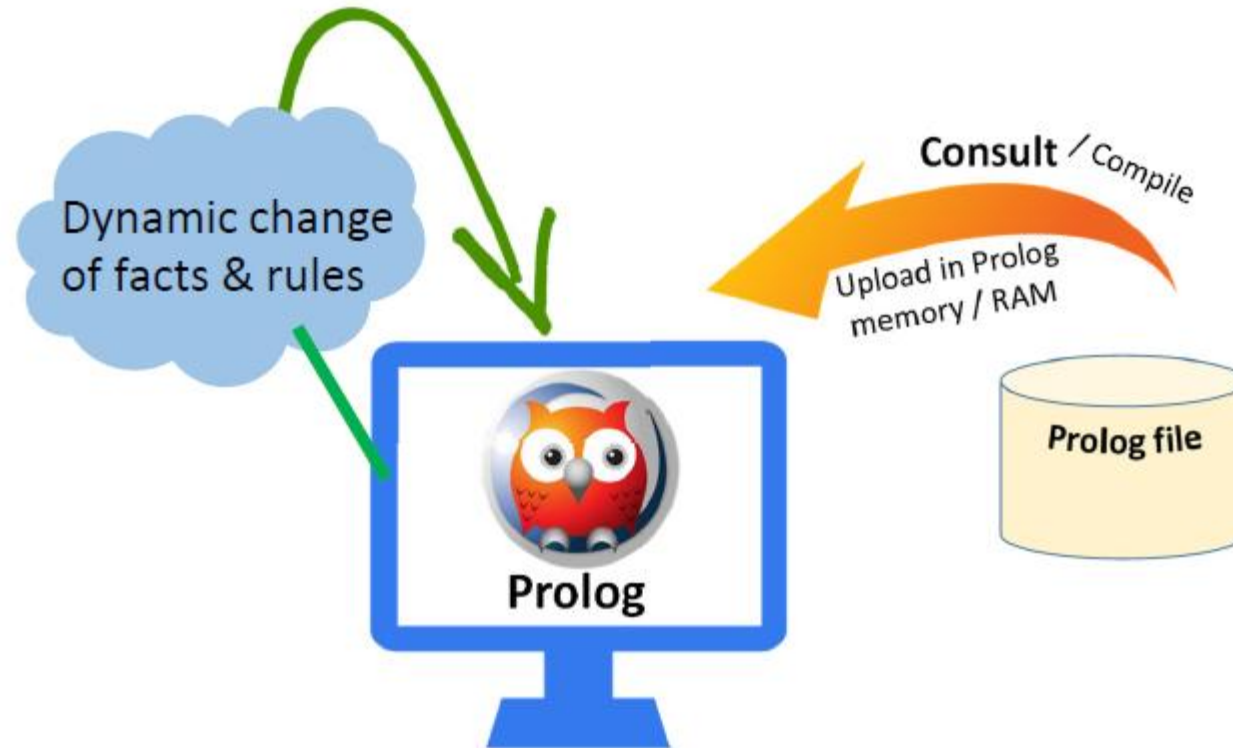 Dynamic change
of facts & rules
Consult / Compile
Upload in Prolog
memory / RAM
Prolog file
Prolog